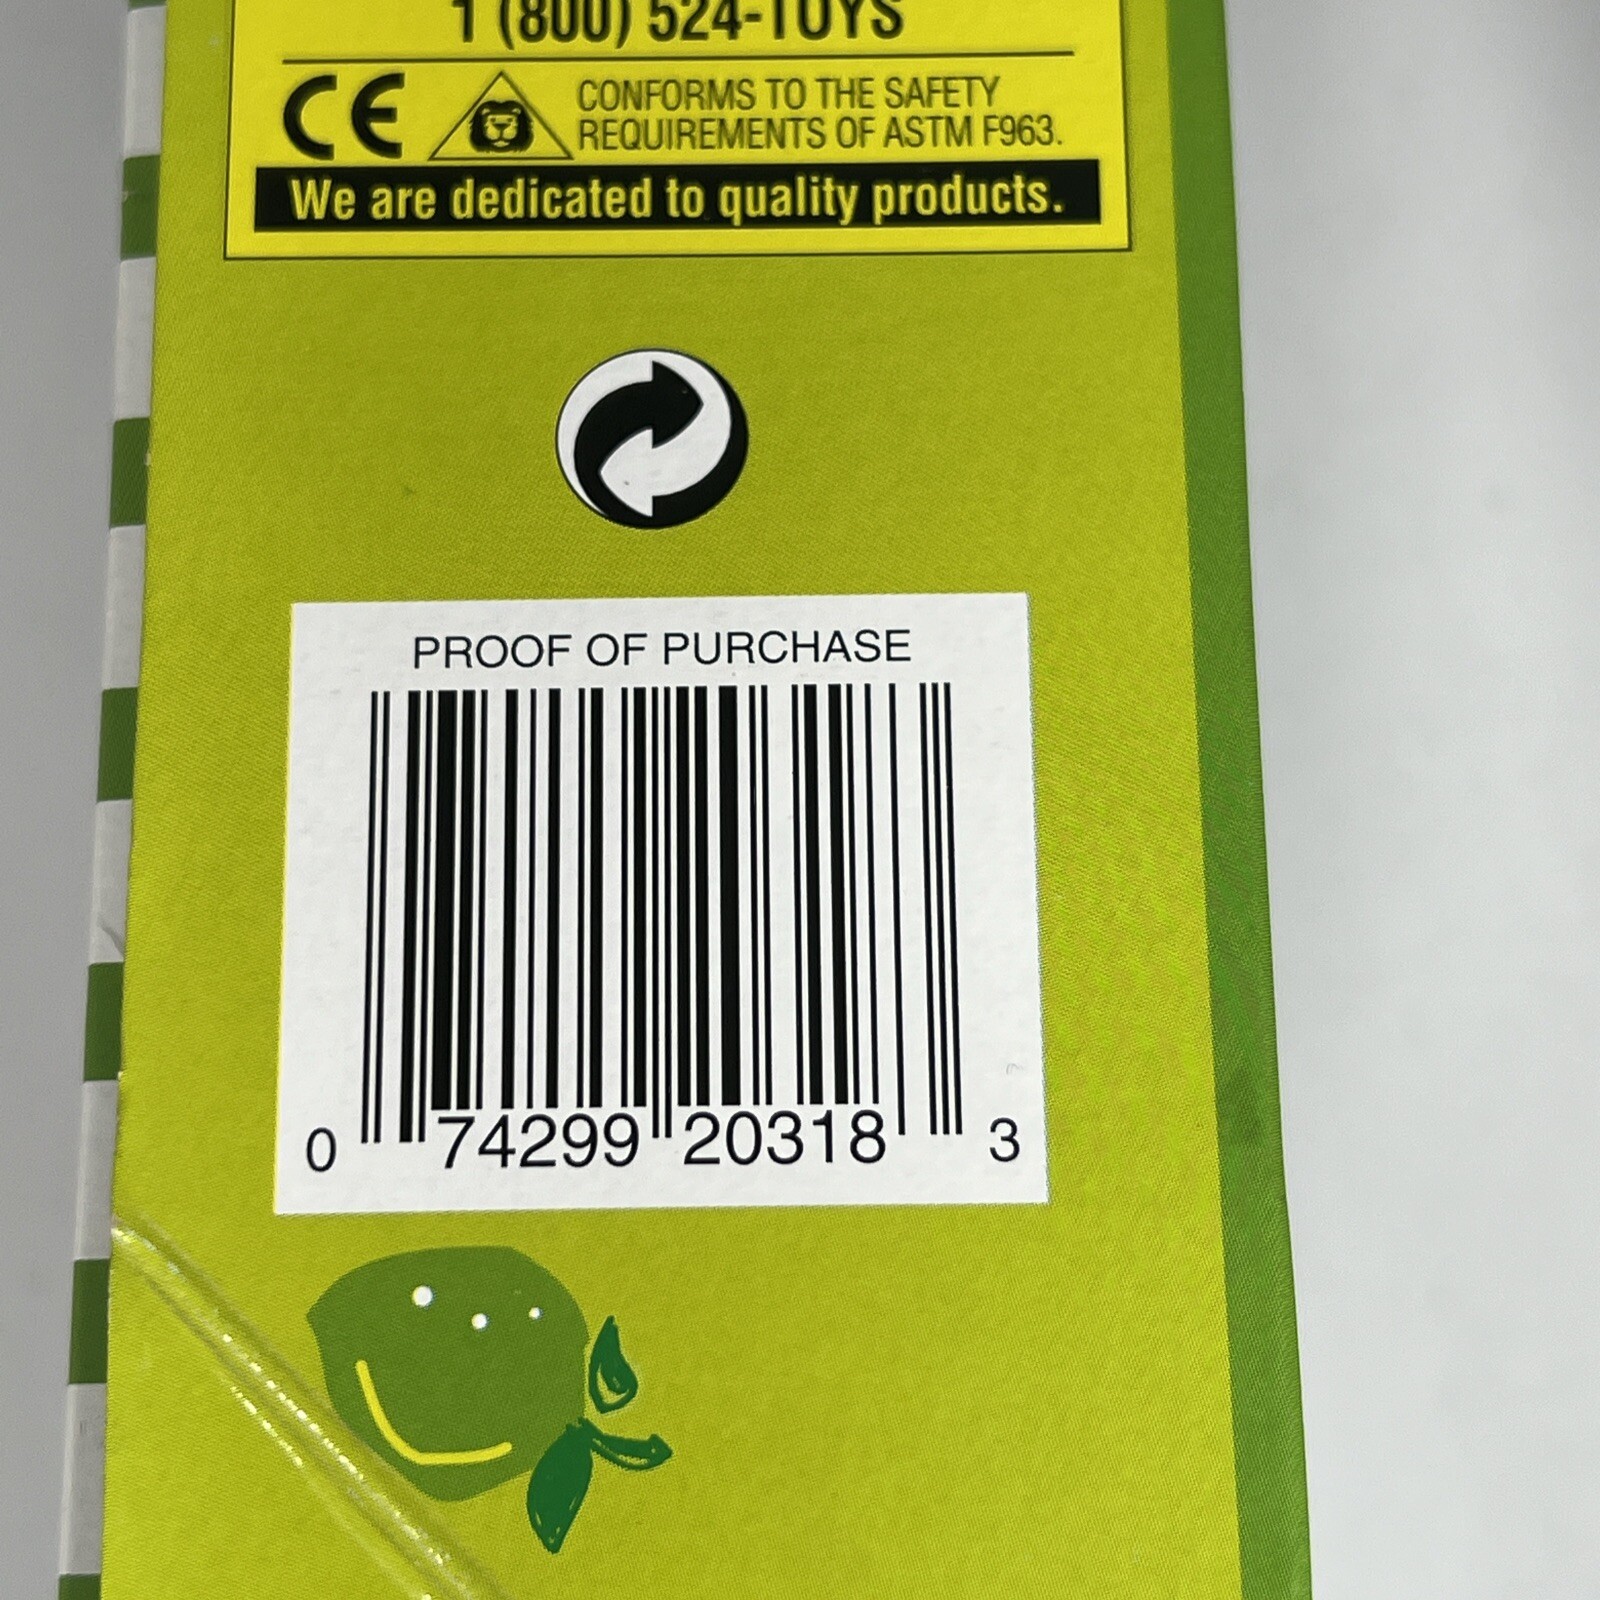 1 (800) 524-TOYS
CE
CONFORMS TO THE SAFETY
REQUIREMENTS OF ASTM F963.
We are dedicated to quality products.
PROOF OF PURCHASE
0 74299 20318 3